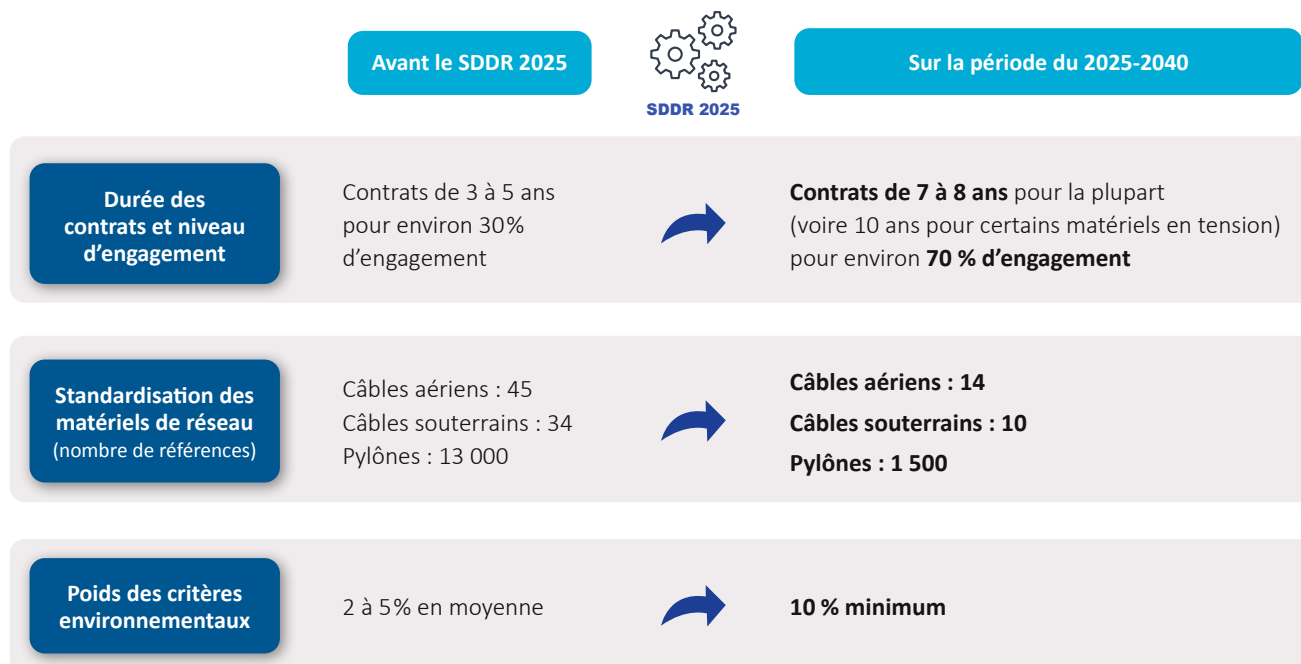 Avant le SDDR 2025
SDDR 2025
Sur la période du 2025-2040
Durée des
contrats et niveau
d’engagement
Contrats de 3 à 5 ans
pour environ 30%
d’engagement
Contrats de 7 à 8 ans pour la plupart
(voire 10 ans pour certains matériels en tension)
pour environ 70 % d’engagement
Standardisation des
matériels de réseau
(nombre de références)
Câbles aériens : 45
Câbles souterrains : 34
Pylônes : 13 000
Câbles aériens : 14
Câbles souterrains : 10
Pylônes : 1 500
Poids des critères
environnementaux
2 à 5% en moyenne
10 % minimum